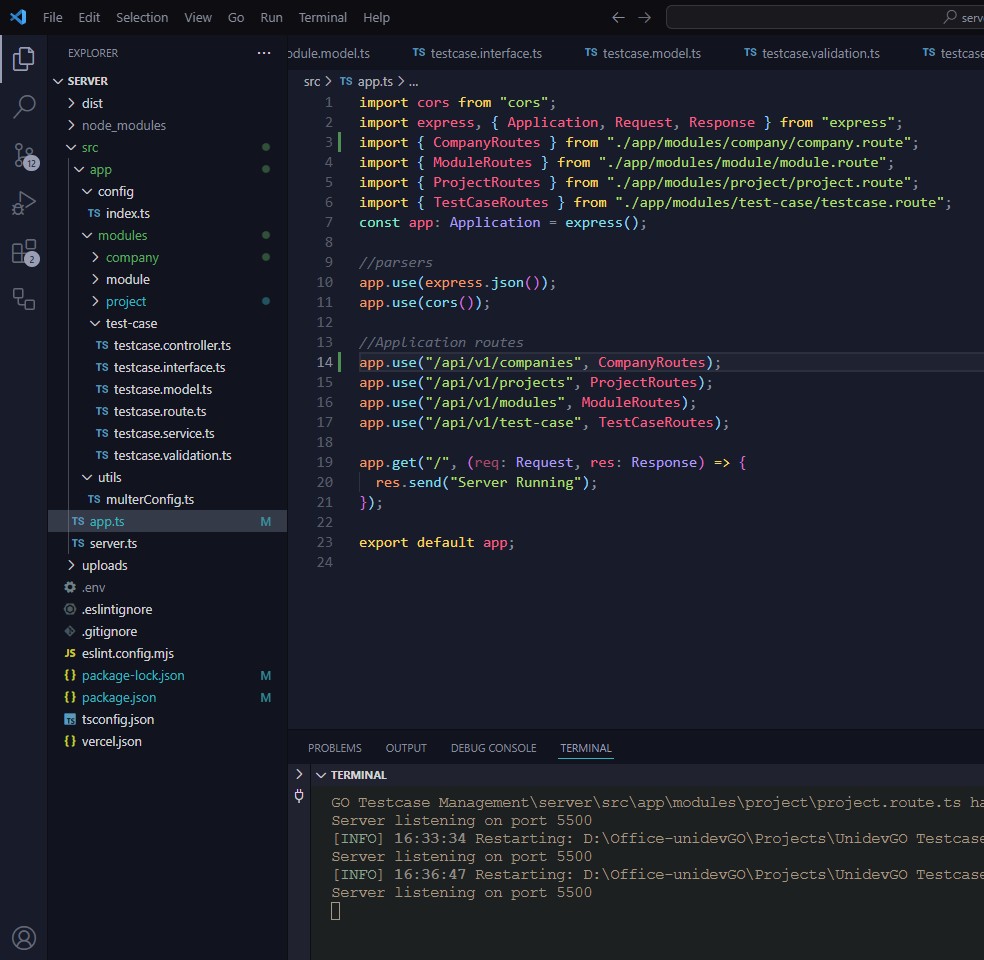 File Edit Selection View Go Run Terminal Help
serv
EXPLORER
SERVER
dist
node_modules
src
app
config
TS index.ts
modules
company
module
project
test-case
TS testcase.controller.ts
TS testcase.interface.ts
TS testcase.model.ts
TS testcase.route.ts
TS testcase.service.ts
TS testcase.validation.ts
utils
TS multerConfig.ts
TS app.ts M
TS server.ts
uploads
.env
.eslintignore
.gitignore
JS eslint.config.mjs
{} package-lock.json M
{} package.json M
TS tsconfig.json
{} vercel.json
12
2
odule.model.ts TS testcase.interface.ts TS testcase.model.ts TS testcase.validation.ts TS testcase
src > TS app.ts > ...
1 import cors from "cors";
2 import express, { Application, Request, Response } from "express";
3 import { CompanyRoutes } from "./app/modules/company/company.route";
4 import { ModuleRoutes } from "./app/modules/module/module.route";
5 import { ProjectRoutes } from "./app/modules/project/project.route";
6 import { TestCaseRoutes } from "./app/modules/test-case/testcase.route";
7 const app: Application = express();
8
9 //parsers
10 app.use(express.json());
11 app.use(cors());
12
13 //Application routes
14 app.use("/api/v1/companies", CompanyRoutes);
15 app.use("/api/v1/projects", ProjectRoutes);
16 app.use("/api/v1/modules", ModuleRoutes);
17 app.use("/api/v1/test-case", TestCaseRoutes);
18
19 app.get("/", (req: Request, res: Response) => {
20 res.send("Server Running");
21 });
22
23 export default app;
24
PROBLEMS OUTPUT DEBUG CONSOLE TERMINAL
TERMINAL
GO Testcase Management\server\src\app\modules\project\project.route.ts ha
Server listening on port 5500
[INFO] 16:33:34 Restarting: D:\Office-unidevGO\Projects\UnidevGO Testcase
Server listening on port 5500
[INFO] 16:36:47 Restarting: D:\Office-unidevGO\Projects\UnidevGO Testcase
Server listening on port 5500